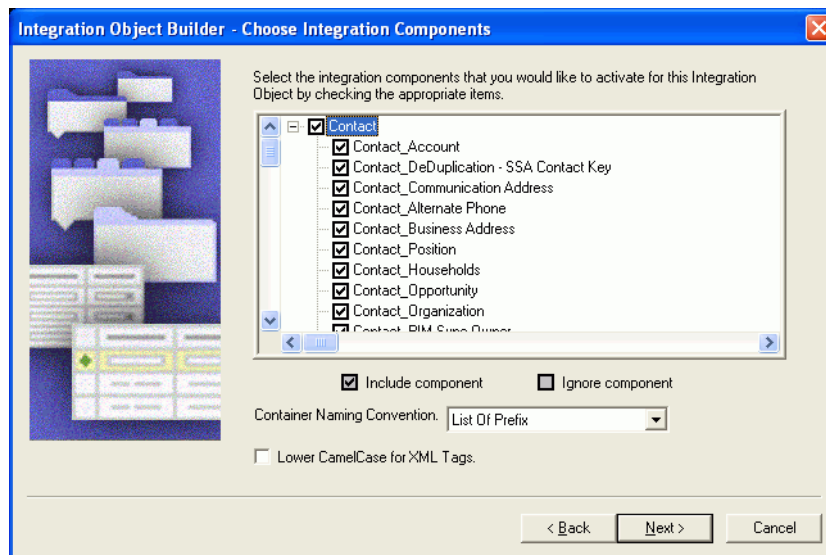 Integration Object Builder - Choose Integration Components
Select the integration components that you would like to activate for this Integration
Object by checking the appropriate items.
Contact
Contact_Account
Contact_DeDuplication - SSA Contact Key
Contact_Communication Address
Contact_Alternate Phone
Contact_Business Address
Contact_Position
Contact_Households
Contact_Opportunity
Contact_Organization
Contact_PIM Sync Owner
Include component Ignore component
Container Naming Convention. List Of Prefix
Lower CamelCase for XML Tags.
< Back Next > Cancel